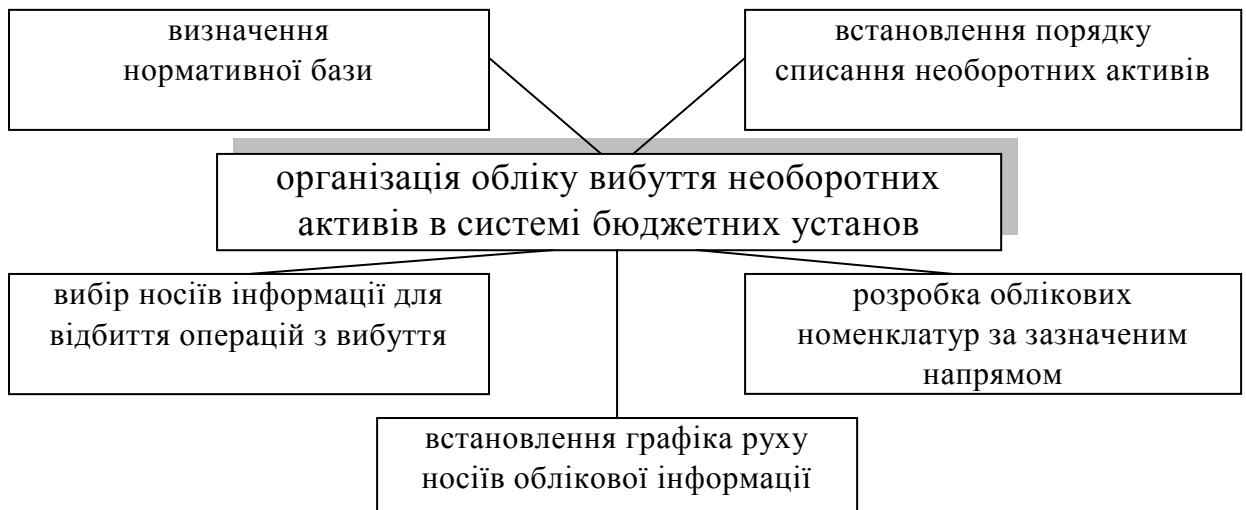 визначення
нормативної бази
встановлення порядку
списання необоротних активів
організація обліку вибуття необоротних
активів в системі бюджетних установ
вибір носіїв інформації для
відбиття операцій з вибуття
розробка облікових
номенклатур за зазначеним
напрямом
встановлення графіка руху
носіїв облікової інформації